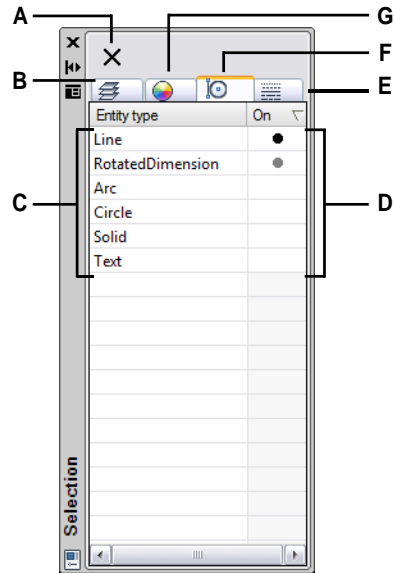 A
G
F
B
E
Entity type On
Line
RotatedDimension
Arc
C
D
Circle
Solid
Text
Selection